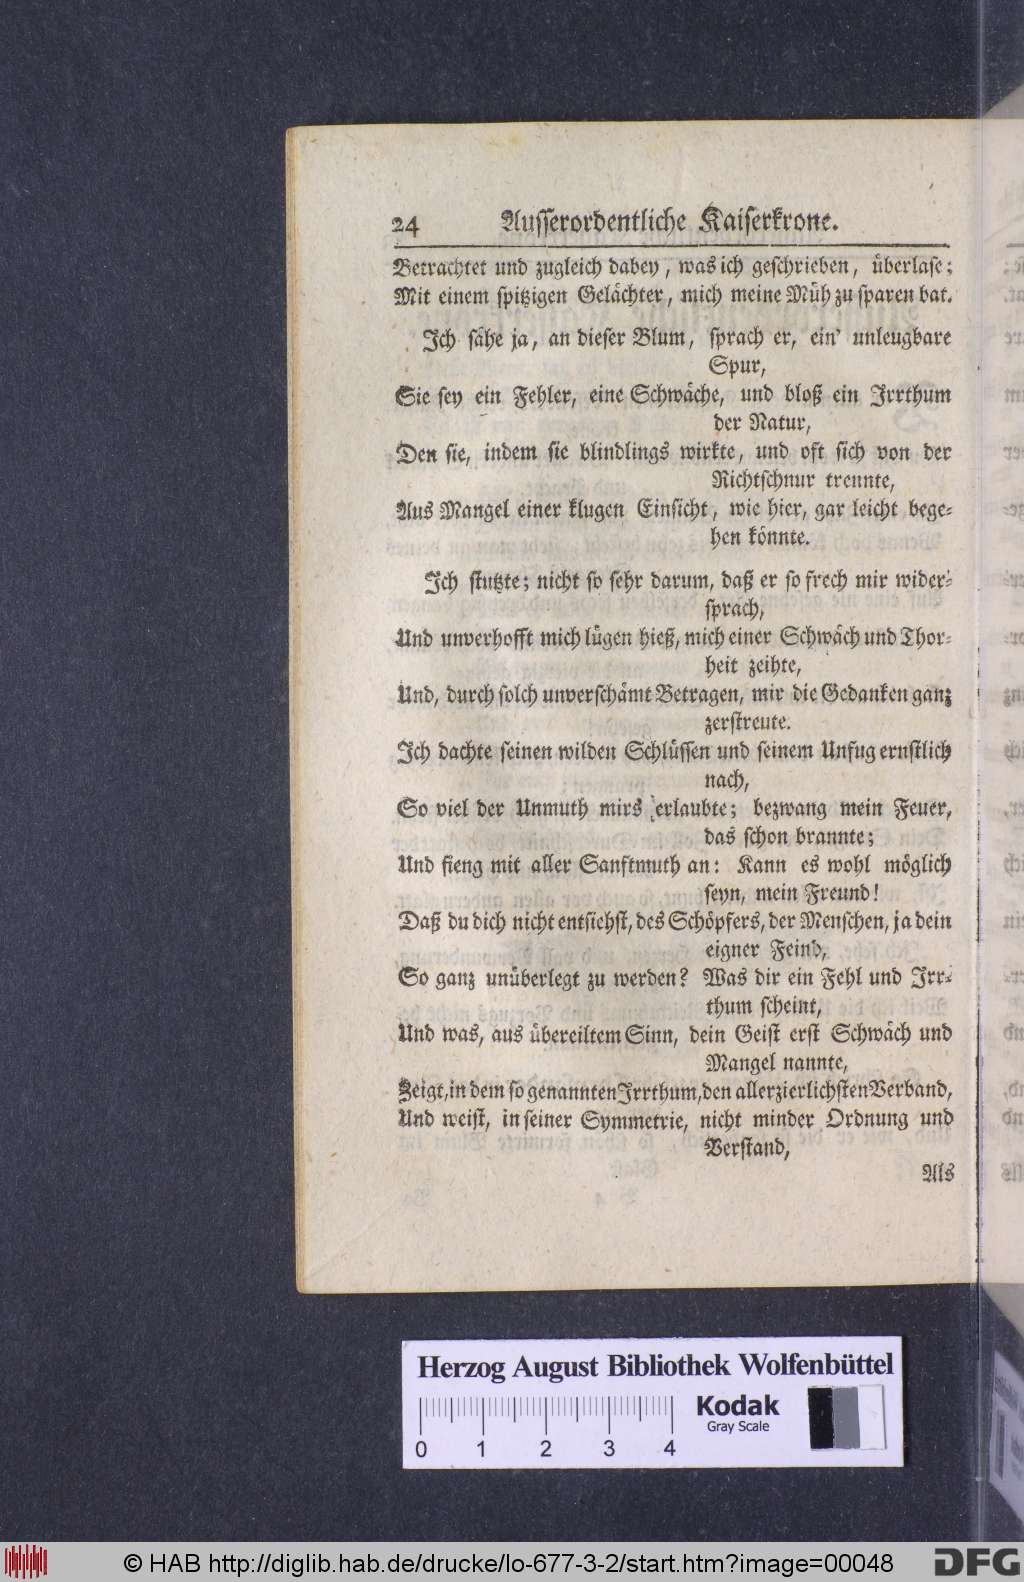 24 Ausserordentliche Kaiserkrone.
Betrachtet und zugleich dabey, was ich geschrieben, überlase;
Mit einem spitzigen Gelächter, mich meine Müh zu sparen bat.
Ich sähe ja, an dieser Blum, sprach er, ein' unleugbare
Spur,
Sie sey ein Fehler, eine Schwäche, und bloß ein Irrthum
der Natur,
Den sie, indem sie blindlings wirkte, und oft sich von der
Richtschnur trennte,
Aus Mangel einer klugen Einsicht, wie hier, gar leicht bege-
hen könnte.
Ich stutzte; nicht so sehr darum, daß er so frech mir wider-
sprach,
Und unverhofft mich lügen hieß, mich einer Schwäch und Thor-
heit zeihte,
Und, durch solch unverschämt Betragen, mir die Gedanken ganz
zerstreute.
Ich dachte seinen wilden Schlüssen und seinem Unfug ernstlich
nach,
So viel der Unmuth mirs erlaubte; bezwang mein Feuer,
das schon brannte;
Und fieng mit aller Sanftmuth an: Kann es wohl möglich
seyn, mein Freund!
Daß du dich nicht entsiehst, des Schöpfers, der Menschen, ja dein
eigner Feind,
So ganz unüberlegt zu werden? Was dir ein Fehl und Irr-
thum scheint,
Und was, aus übereiltem Sinn, dein Geist erst Schwäch und
Mangel nannte,
Zeigt, in dem so genannten Irrthum, den allerzierlichsten Verband,
Und weist, in seiner Symmetrie, nicht minder Ordnung und
Verstand,
Als
Herzog August Bibliothek Wolfenbüttel
Kodak
Gray Scale
0 1 2 3 4
© HAB http://diglib.hab.de/drucke/lo-677-3-2/start.htm?image=00048
DFG